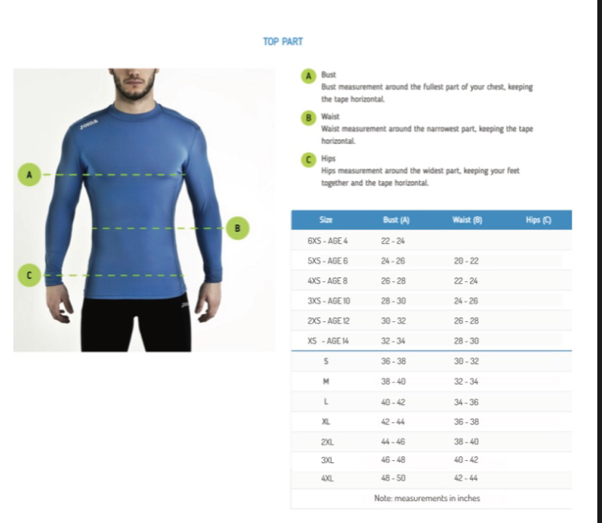 TOP PART
A Bust
Bust measurement around the fullest part of your chest, keeping
the tape horizontal.
B Waist
Waist measurement around the narrowest part, keeping the tape
horizontal.
C Hips
Hips measurement around the widest part, keeping your feet
together and the tape horizontal.
Joma
A
B
C
Size Bust (A) Waist (B) Hips (C)
6XS - AGE 4 22 - 24
5XS - AGE 6 24 - 26 20 - 22
4XS - AGE 8 26 - 28 22 - 24
3XS - AGE 10 28 - 30 24 - 26
2XS - AGE 12 30 - 32 26 - 28
XS - AGE 14 32 - 34 28 - 30
S 36 - 38 30 - 32
M 38 - 40 32 - 34
L 40 - 42 34 - 36
XL 42 - 44 36 - 38
2XL 44 - 46 38 - 40
3XL 46 - 48 40 - 42
4XL 48 - 50 42 - 44
Note: measurements in inches